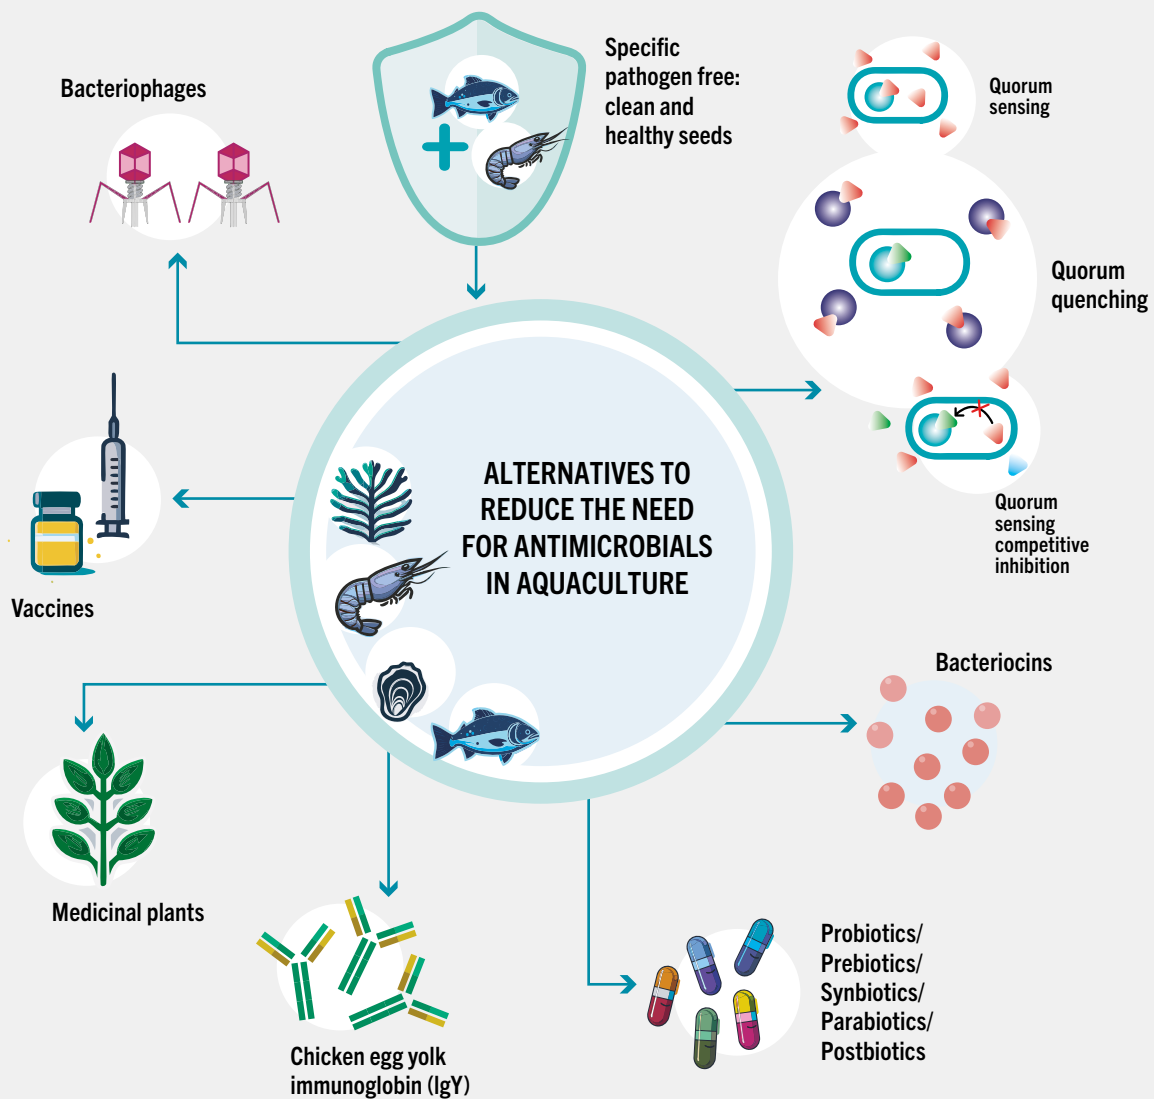 Bacteriophages
Specific
pathogen free:
clean and
healthy seeds
Quorum
sensing
Quorum
quenching
Quorum
sensing
competitive
inhibition
ALTERNATIVES TO
REDUCE THE NEED
FOR ANTIMICROBIALS
IN AQUACULTURE
Vaccines
Bacteriocins
Medicinal plants
Chicken egg yolk
immunoglobin (IgY)
Probiotics/
Prebiotics/
Synbiotics/
Parabiotics/
Postbiotics